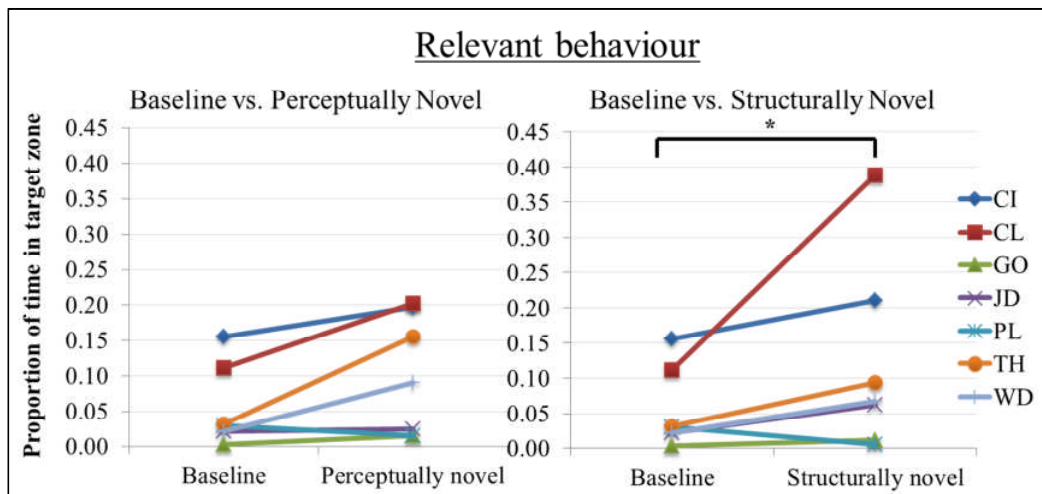 Relevant behaviour
Baseline vs. Perceptually Novel
Proportion of time in target zone
0.45
0.40
0.35
0.30
0.25
0.20
0.15
0.10
0.05
0.00
Baseline
Perceptually novel
Baseline vs. Structurally Novel
*
0.45
0.40
0.35
0.30
0.25
0.20
0.15
0.10
0.05
0.00
Baseline
Structurally novel
CI
CL
GO
JD
PL
TH
WD